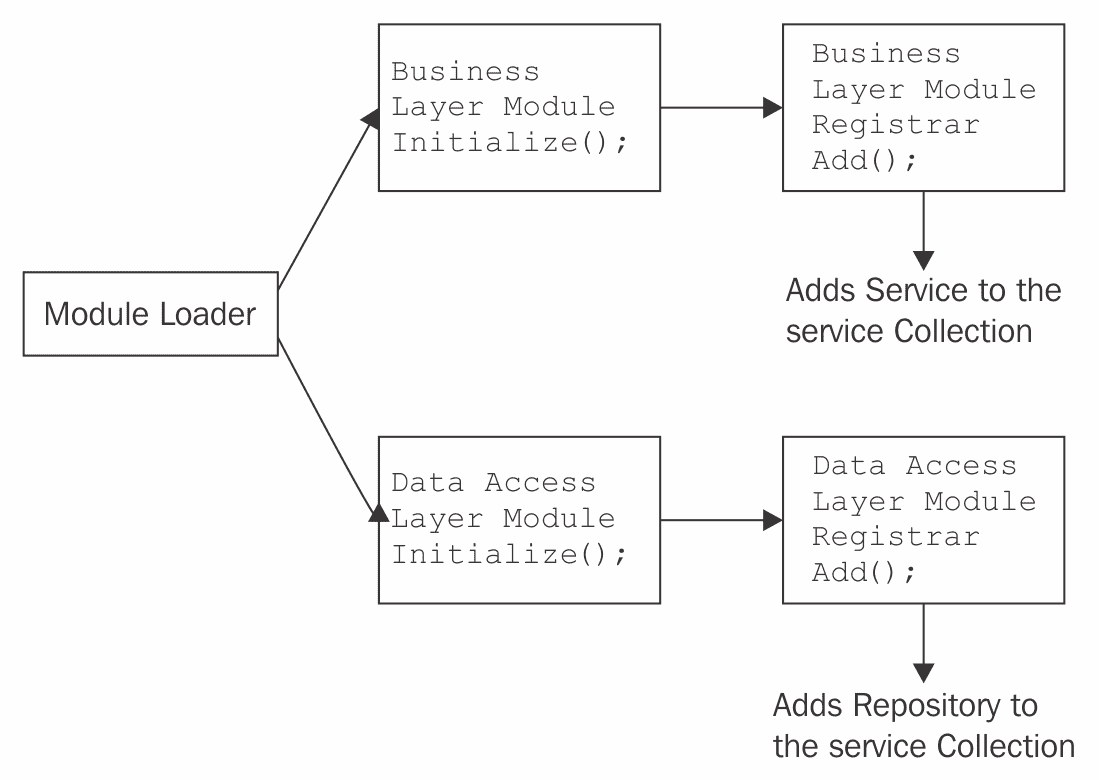 Module Loader
Business
Layer Module
Initialize();
Business
Layer Module
Registrar
Add();
Adds Service to the
service Collection
Data Access
Layer Module
Initialize();
Data Access
Layer Module
Registrar
Add();
Adds Repository to
the service Collection